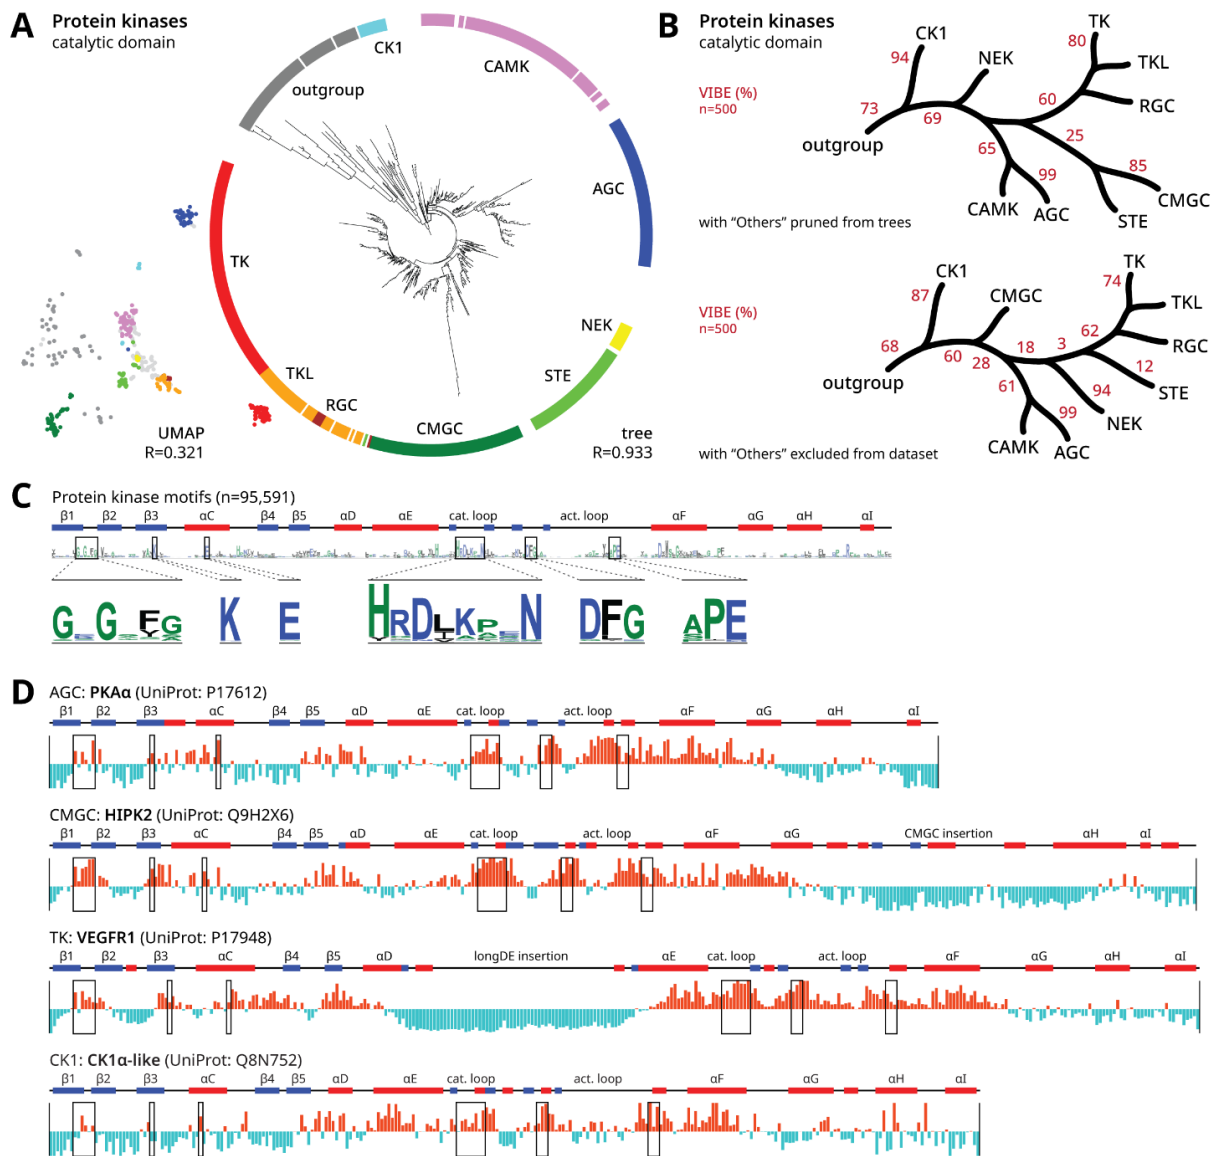 A
Protein kinases
catalytic domain
CK1
CAMK
outgroup
AGC
TK
NEK
STE
TKL
RGC
CMGC
UMAP
R=0.321
tree
R=0.933
B
Protein kinases
catalytic domain
VIBE (%)
n=500
TK
80
CK1
94
NEK
TKL
60
RGC
73
69
25
outgroup
65
99
85
CAMK
AGC
CMGC
STE
with “Others” pruned from trees
TK
CK1
74
VIBE (%)
n=500
87
CMGC
TKL
62
RGC
68
60
28
18
3
12
outgroup
61
94
STE
99
NEK
CAMK
AGC
with “Others” excluded from dataset
C
Protein kinase motifs (n=95,591)
β1 β2 β3 αC β4 β5 αD αE cat. loop act. loop αF αG αH αI
G G F G K E H R D L K P N D F G A P E
D
AGC: PKAα (UniProt: P17612)
β1 β2 β3 αC β4 β5 αD αE cat. loop act. loop αF αG αH αI
CMGC: HIPK2 (UniProt: Q9H2X6)
β1 β2 β3 αC β4 β5 αD αE cat. loop act. loop αF αG CMGC insertion αH αI
TK: VEGFR1 (UniProt: P17948)
β1 β2 β3 αC β4 β5 αD longDE insertion αE cat. loop act. loop αF αG αH αI
CK1: CK1α-like (UniProt: Q8N752)
β1 β2 β3 αC β4 β5 αD αE cat. loop act. loop αF αG αH αI